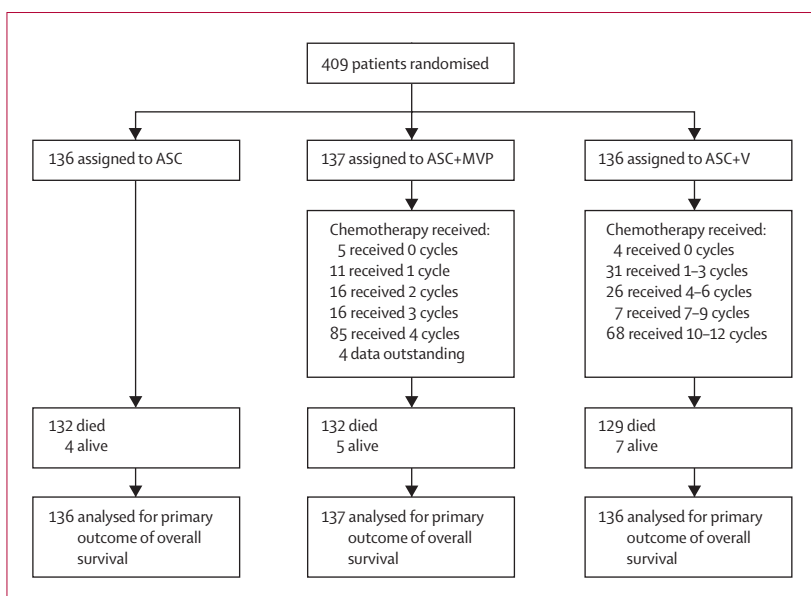 409 patients randomised
136 assigned to ASC
137 assigned to ASC+MVP
136 assigned to ASC+V
Chemotherapy received:
5 received 0 cycles
11 received 1 cycle
16 received 2 cycles
16 received 3 cycles
85 received 4 cycles
4 data outstanding
Chemotherapy received:
4 received 0 cycles
31 received 1–3 cycles
26 received 4–6 cycles
7 received 7–9 cycles
68 received 10–12 cycles
132 died
4 alive
132 died
5 alive
129 died
7 alive
136 analysed for primary
outcome of overall
survival
137 analysed for primary
outcome of overall
survival
136 analysed for primary
outcome of overall
survival